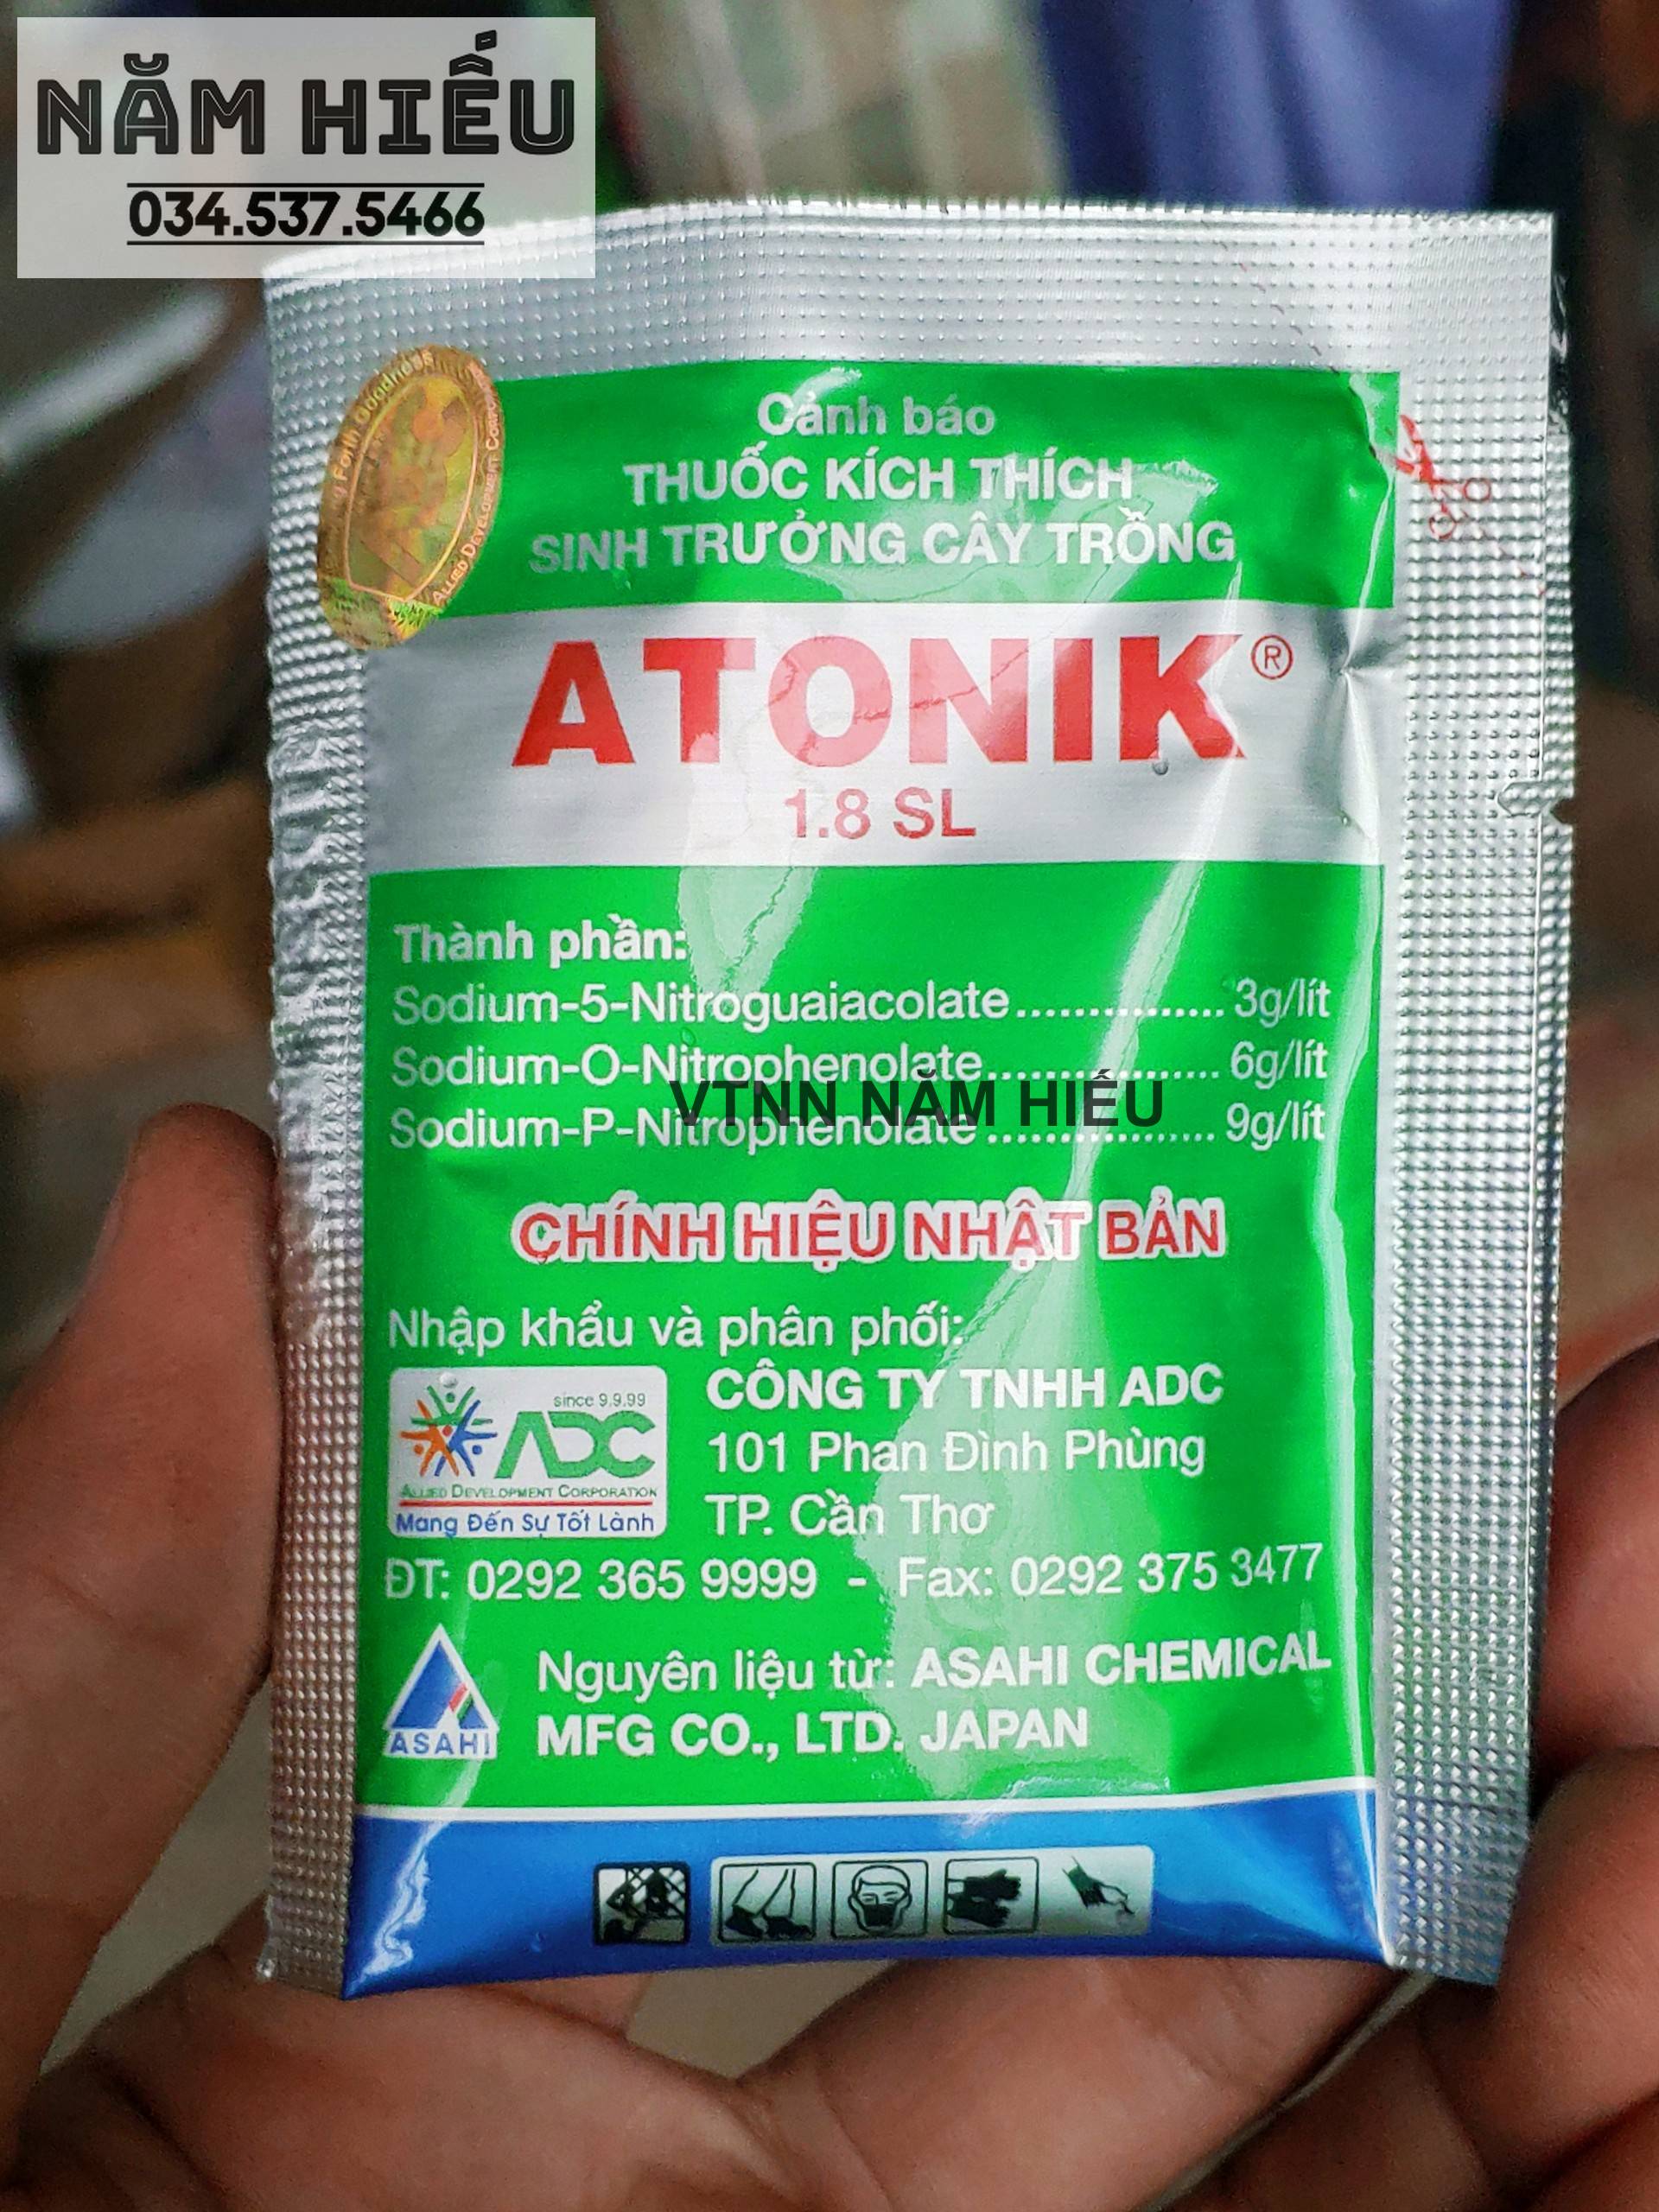 NĂM HIẾU
034.537.5466
Cảnh báo
THUỐC KÍCH THÍCH
SINH TRƯỞNG CÂY TRỒNG
ALLIED DEVELOPMENT CORPORATION
ATONIK®
1.8 SL
Thành phần:
Sodium-5-Nitroguaiacolate............... 3g/lít
Sodium-O-Nitrophenolate................. 6g/lít
VTNN NĂM HIẾU
Sodium-P-Nitrophenolate................. 9g/lít
CHÍNH HIỆU NHẬT BẢN
Nhập khẩu và phân phối:
since 9.9.99
ADC
ALLIED DEVELOPMENT CORPORATION
Mang Đến Sự Tốt Lành
CÔNG TY TNHH ADC
101 Phan Đình Phùng
TP. Cần Thơ
ĐT: 0292 365 9999 - Fax: 0292 375 3477
ASAHI
Nguyên liệu từ: ASAHI CHEMICAL
MFG CO., LTD. JAPAN